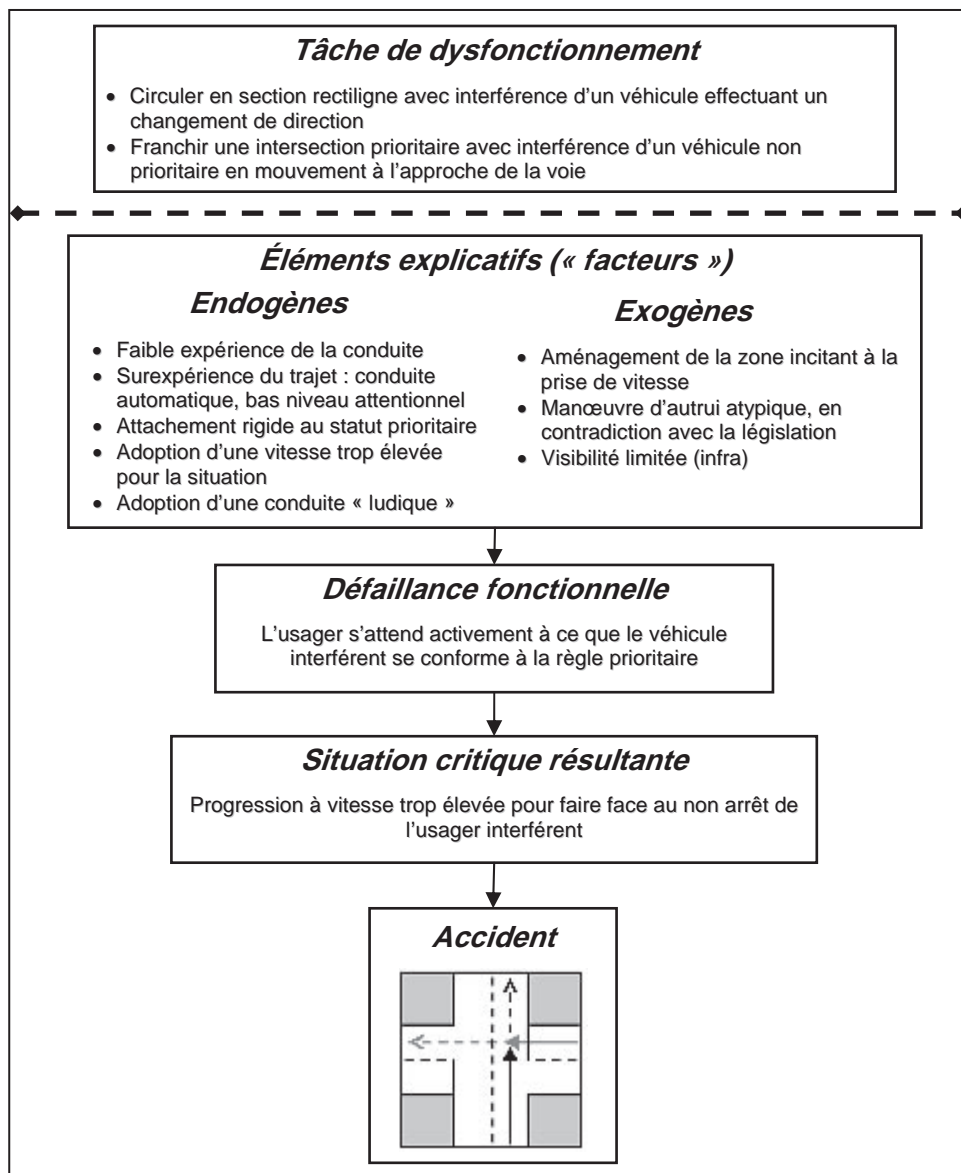 Tâche de dysfonctionnement
• Circuler en section rectiligne avec interférence d’un véhicule effectuant un
changement de direction
• Franchir une intersection prioritaire avec interférence d’un véhicule non
prioritaire en mouvement à l’approche de la voie
Éléments explicatifs (« facteurs »)
Endogènes
• Faible expérience de la conduite
• Surexpérience du trajet : conduite
automatique, bas niveau attentionnel
• Attachement rigide au statut prioritaire
• Adoption d’une vitesse trop élevée
pour la situation
• Adoption d’une conduite « ludique »
Exogènes
• Aménagement de la zone incitant à la
prise de vitesse
• Manœuvre d’autrui atypique, en
contradiction avec la législation
• Visibilité limitée (infra)
Défaillance fonctionnelle
L’usager s’attend activement à ce que le véhicule
interférent se conforme à la règle prioritaire
Situation critique résultante
Progression à vitesse trop élevée pour faire face au non arrêt de
l’usager interférent
Accident